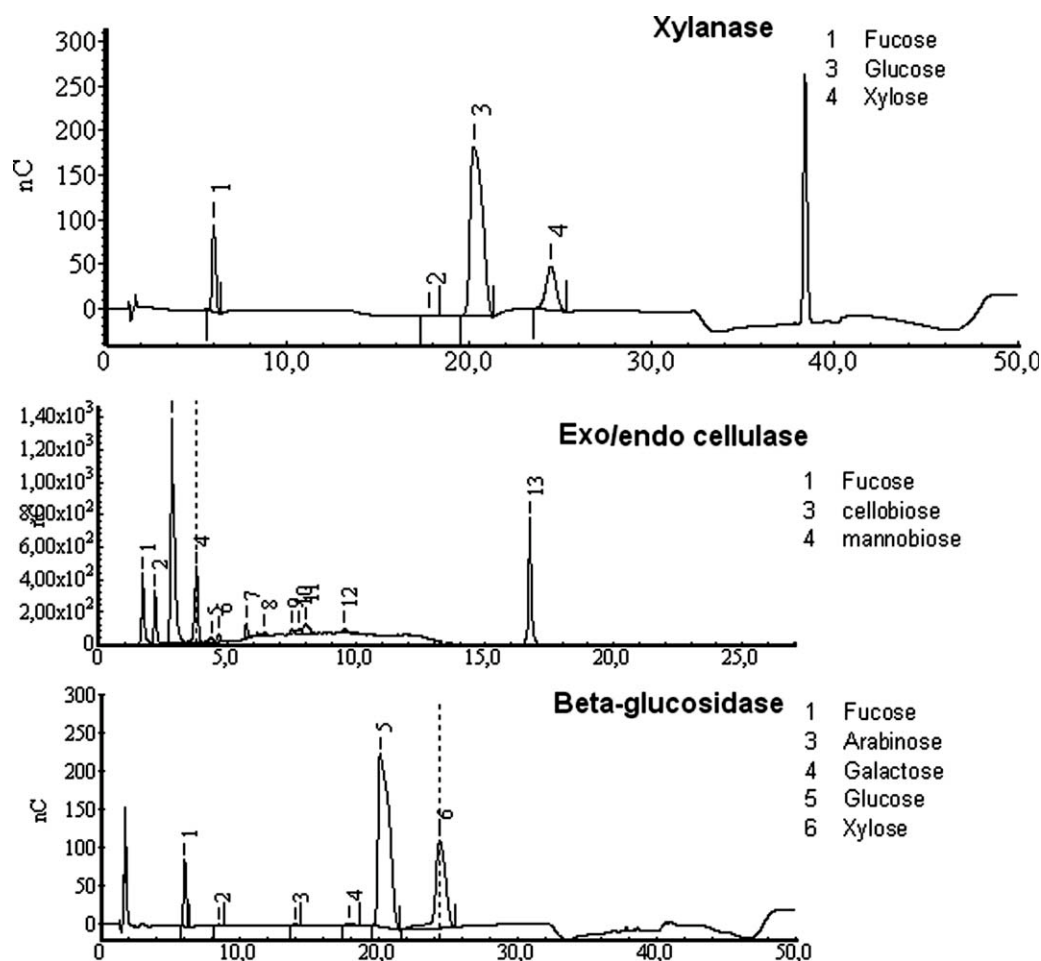 Xylanase
1 Fucose
3 Glucose
4 Xylose
nC
300
250
200
150
100
50
0
1
2
3
4
0 10,0 20,0 30,0 40,0 50,0
Exo/endo cellulase
1 Fucose
3 cellobiose
4 mannobiose
1,40x10³
1,20x10³
1,00x10³
8,00x10²
6,00x10²
4,00x10²
2,00x10²
0
1
2
4
5
6
7
8
9
10
11
12
13
0 5,0 10,0 15,0 20,0 25,0
Beta-glucosidase
1 Fucose
3 Arabinose
4 Galactose
5 Glucose
6 Xylose
nC
300
250
200
150
100
50
0
1
2
3
4
5
6
0 10,0 20,0 30,0 40,0 50,0